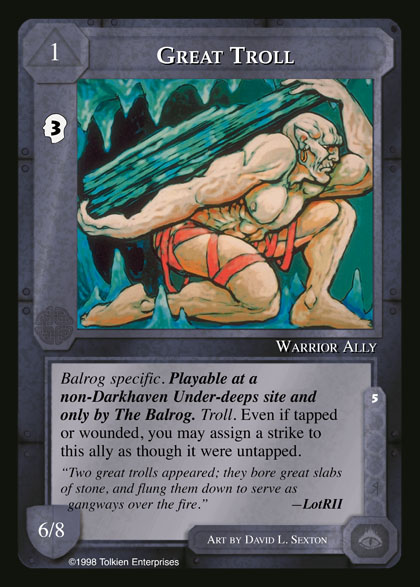 1
GREAT TROLL
3
WARRIOR ALLY
Balrog specific. Playable at a
non-Darkhaven Under-deeps site and
only by The Balrog. Troll. Even if tapped
or wounded, you may assign a strike to
this ally as though it were untapped.
“Two great trolls appeared; they bore great slabs
of stone, and flung them down to serve as
gangways over the fire.” –LotRII
5
6/8
ART BY DAVID L. SEXTON
©1998 Tolkien Enterprises